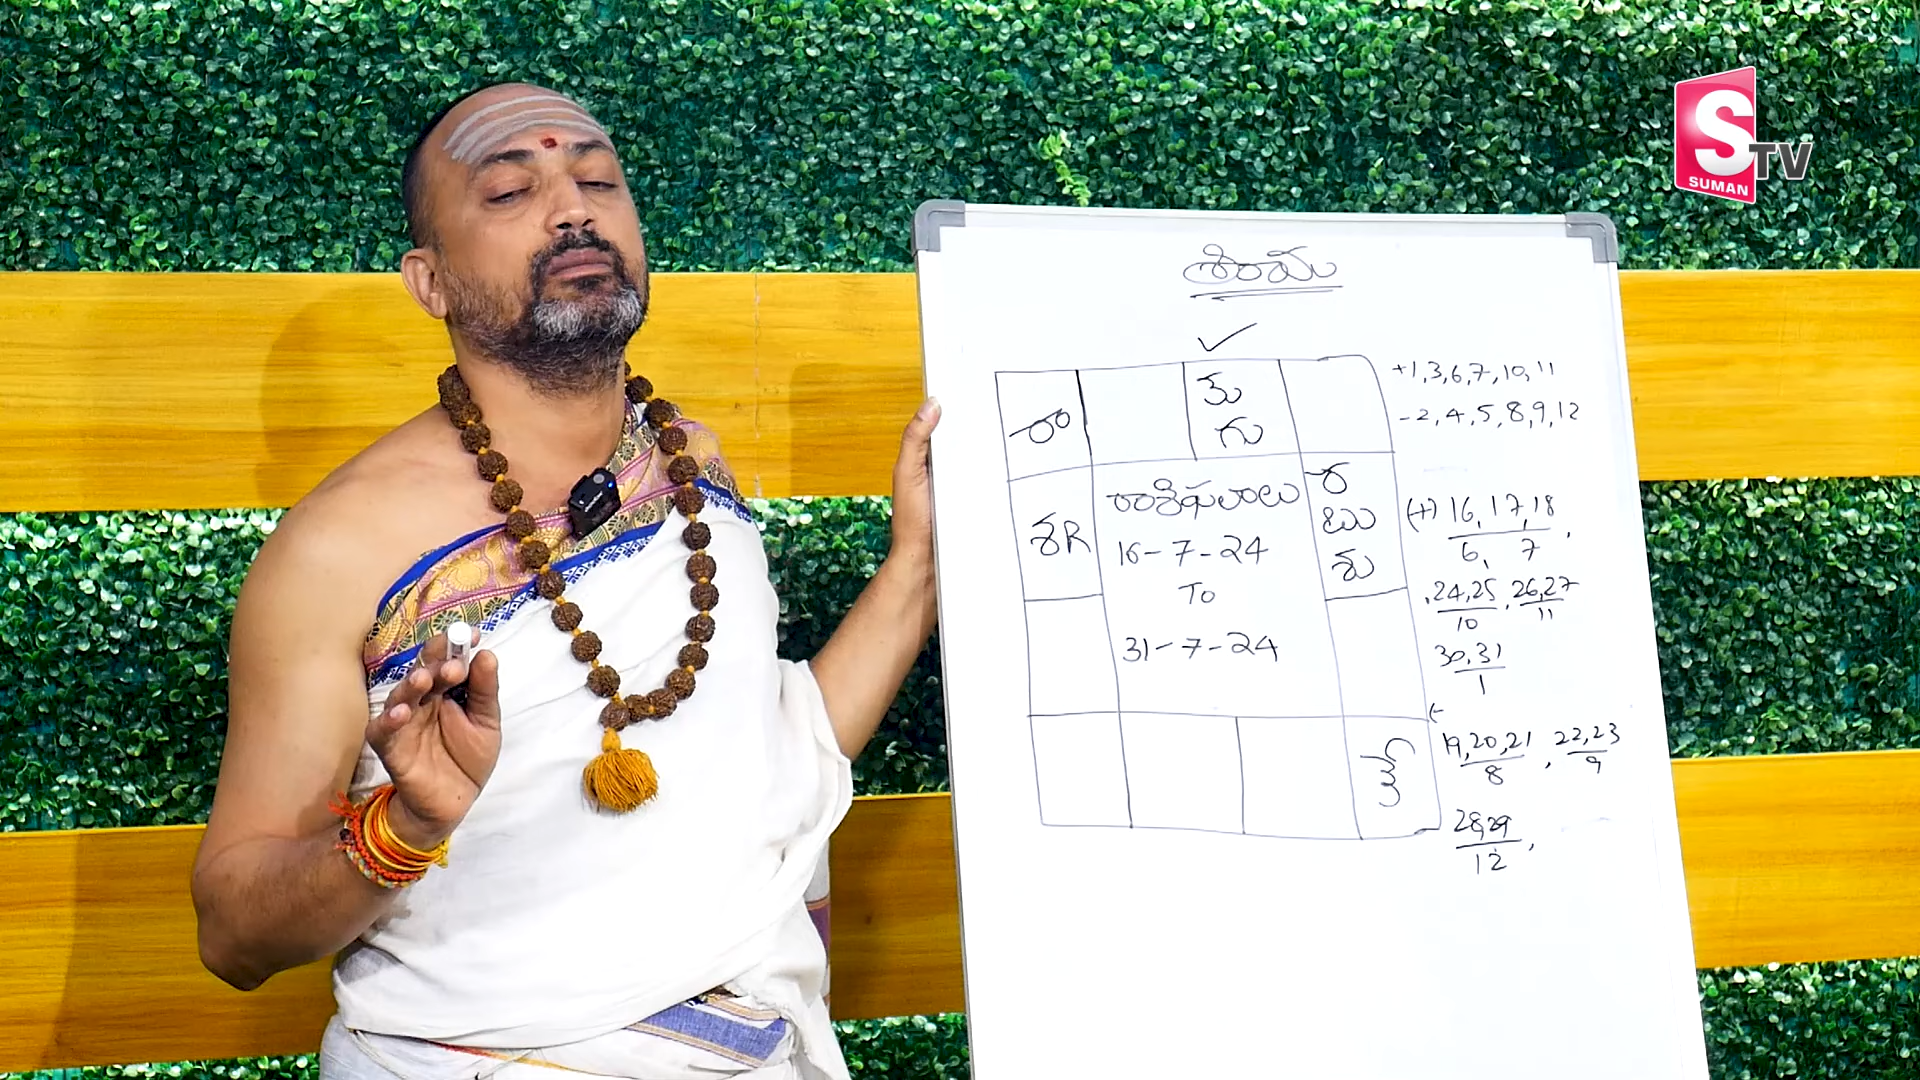 S
SUMAN TV
శ్రీరామ
✓
రా
కు
గు
శR
ర
బు
శు
కే
రాశిఫలాలు
16-7-24
To
31-7-24
+1,3,6,7,10,11
-2,4,5,8,9,12
(+) 16,17,18,
6, 7
,24,25, 26,27
10 11
30,31
1
(-
19,20,21, 22,23
8 9
28,29,
12